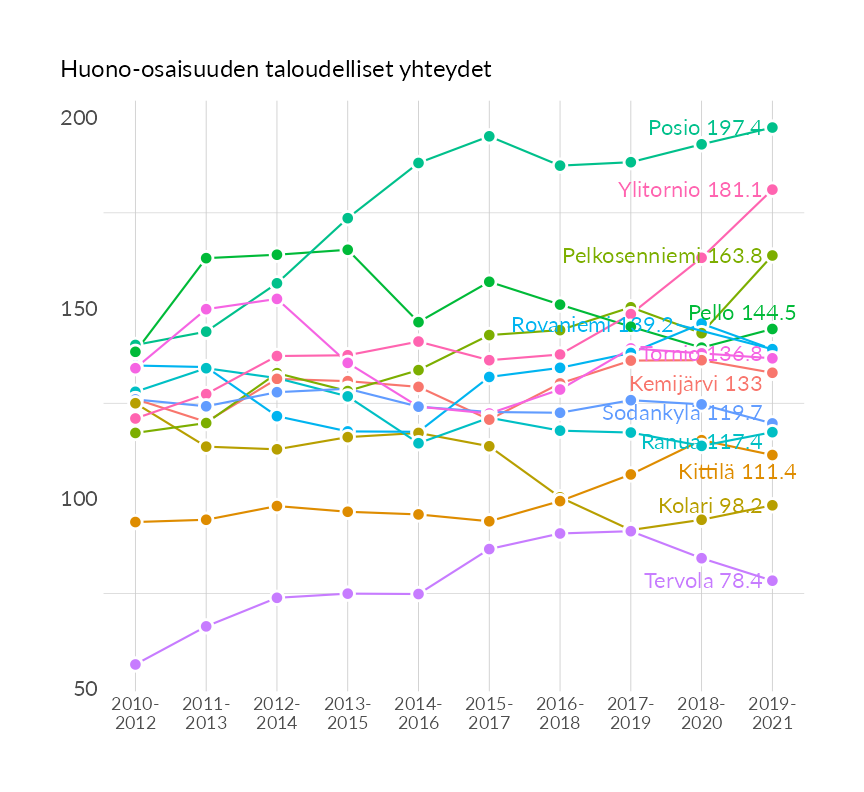 Huono-osaisuuden taloudelliset yhteydet
200
Posio 197.4
Ylitornio 181.1
Pelkosenniemi 163.8
150
Pello 144.5
Rovaniemi 139.2
Tornio 136.8
Kemijärvi 133
Sodankylä 119.7
Ranua 117.4
Kittilä 111.4
100
Kolari 98.2
Tervola 78.4
50
2010- 2011- 2012- 2013- 2014- 2015- 2016- 2017- 2018- 2019-
2012 2013 2014 2015 2016 2017 2018 2019 2020 2021